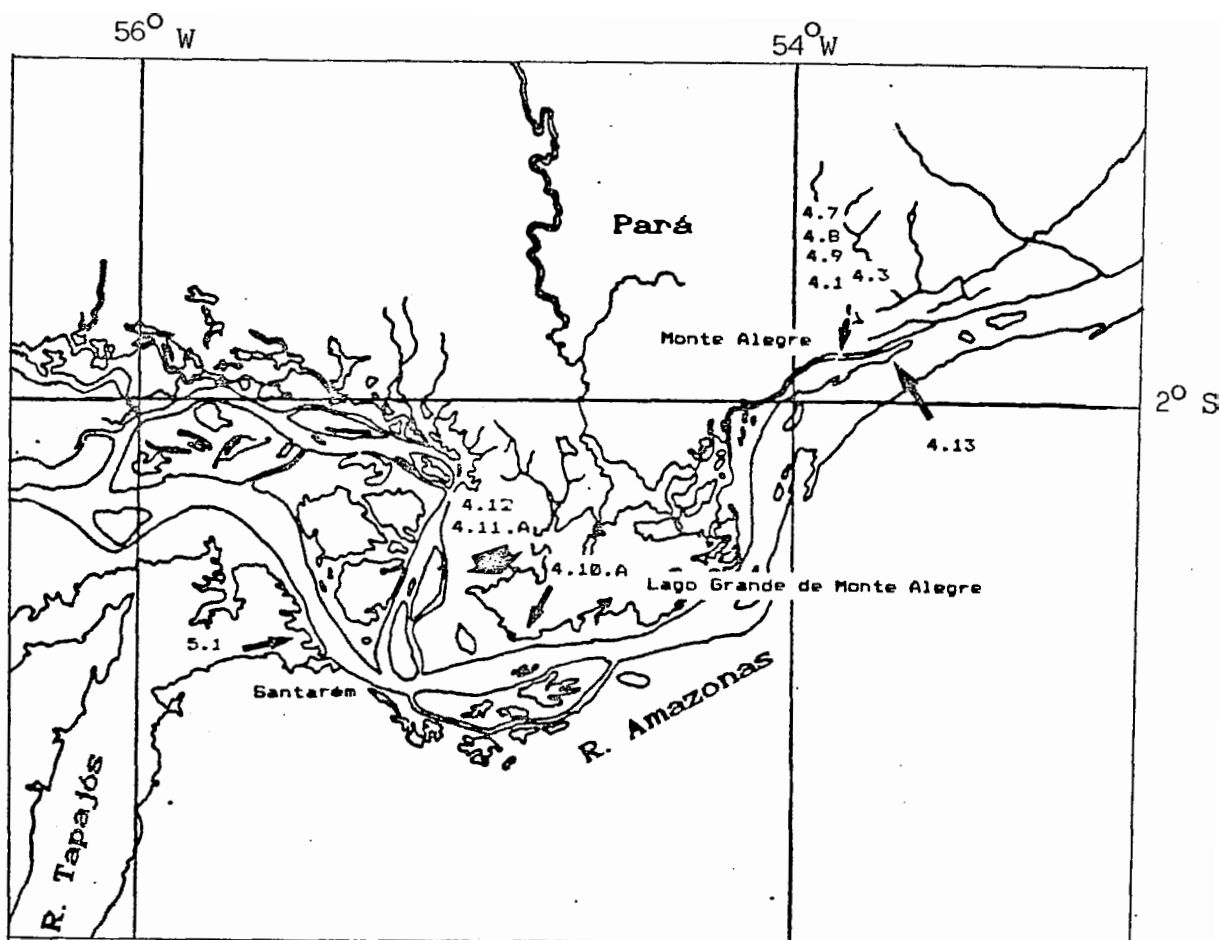 56° W
54° W
Pará
4.7
4.8
4.9
4.1 4.3
Monte Alegre
2° S
4.13
4.12
4.11.A
4.10.A
Lago Grande de Monte Alegre
5.1
Santarém
R. Amazonas
R. Tapajós